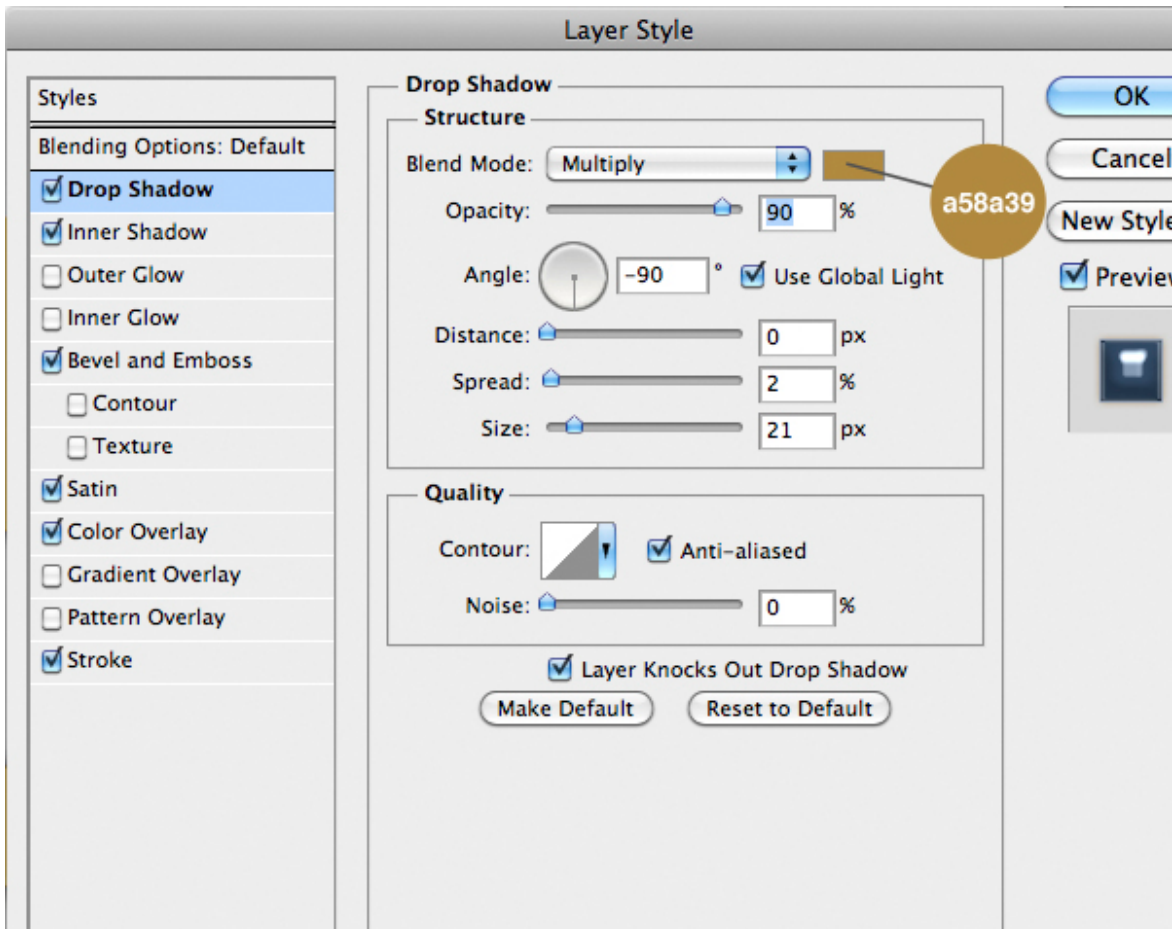 Layer Style
Styles
Blending Options: Default
Drop Shadow
Inner Shadow
Outer Glow
Inner Glow
Bevel and Emboss
Contour
Texture
Satin
Color Overlay
Gradient Overlay
Pattern Overlay
Stroke
Drop Shadow
Structure
Blend Mode: Multiply
a58a39
Opacity: 90 %
Angle: -90 ° Use Global Light
Distance: 0 px
Spread: 2 %
Size: 21 px
Quality
Contour: Anti-aliased
Noise: 0 %
Layer Knocks Out Drop Shadow
Make Default Reset to Default
OK
Cancel
New Style
Preview